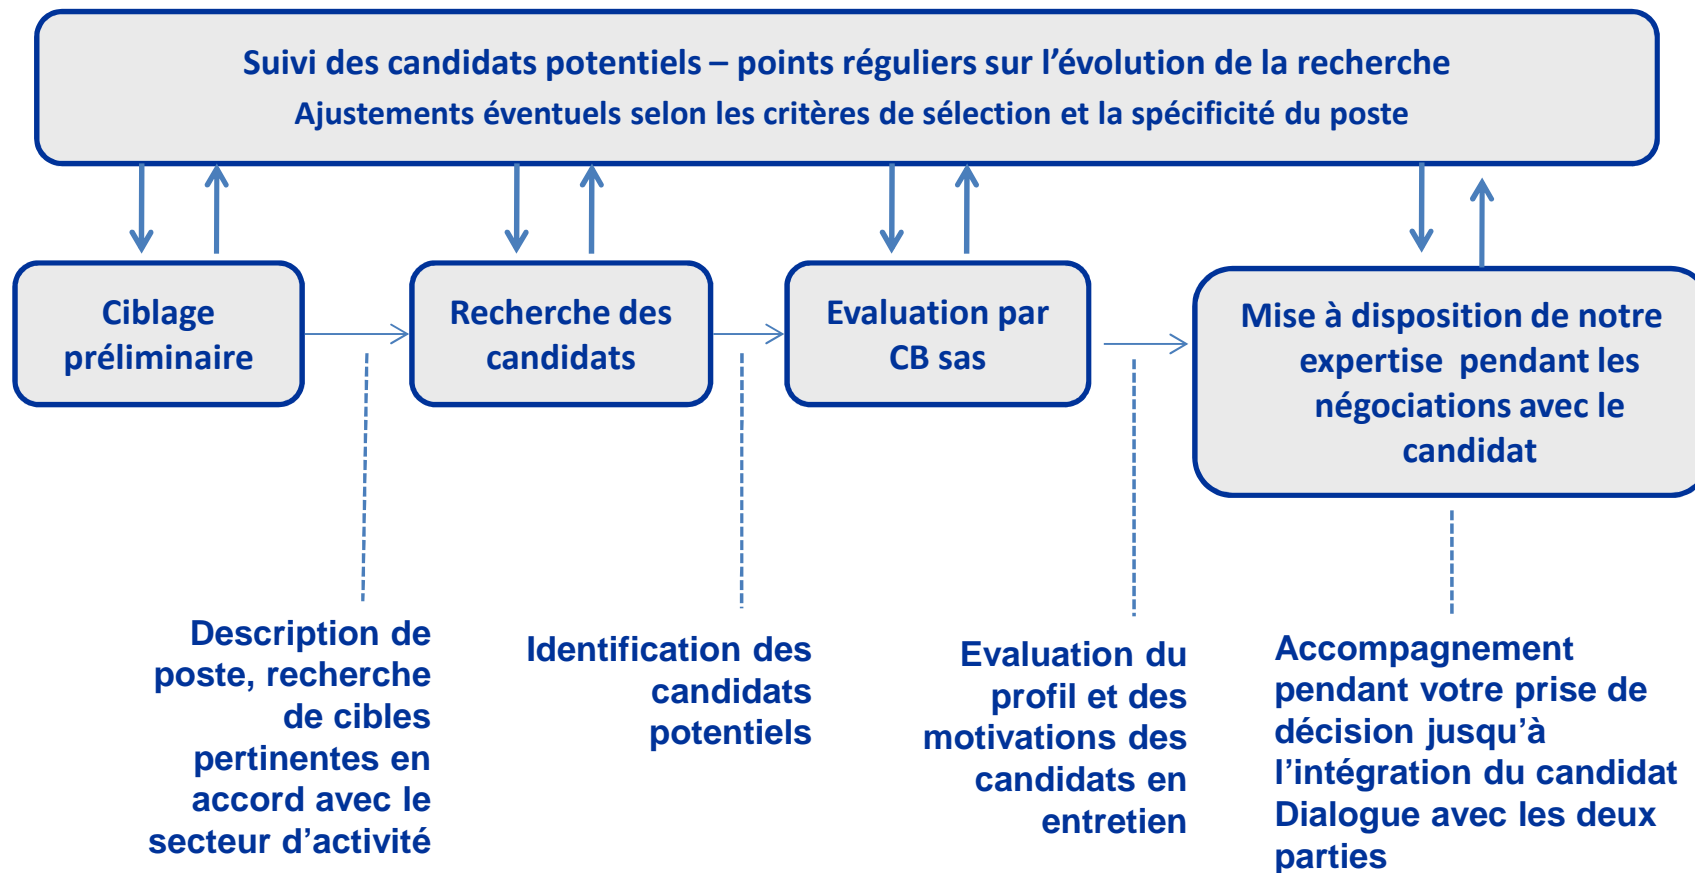 Suivi des candidats potentiels – points réguliers sur l’évolution de la recherche
Ajustements éventuels selon les critères de sélection et la spécificité du poste
Ciblage
préliminaire
Recherche des
candidats
Evaluation par
CB sas
Mise à disposition de notre
expertise pendant les
négociations avec le
candidat
Description de
poste, recherche
de cibles
pertinentes en
accord avec le
secteur d’activité
Identification des
candidats
potentiels
Evaluation du
profil et des
motivations des
candidats en
entretien
Accompagnement
pendant votre prise de
décision jusqu’à
l’intégration du candidat
Dialogue avec les deux
parties